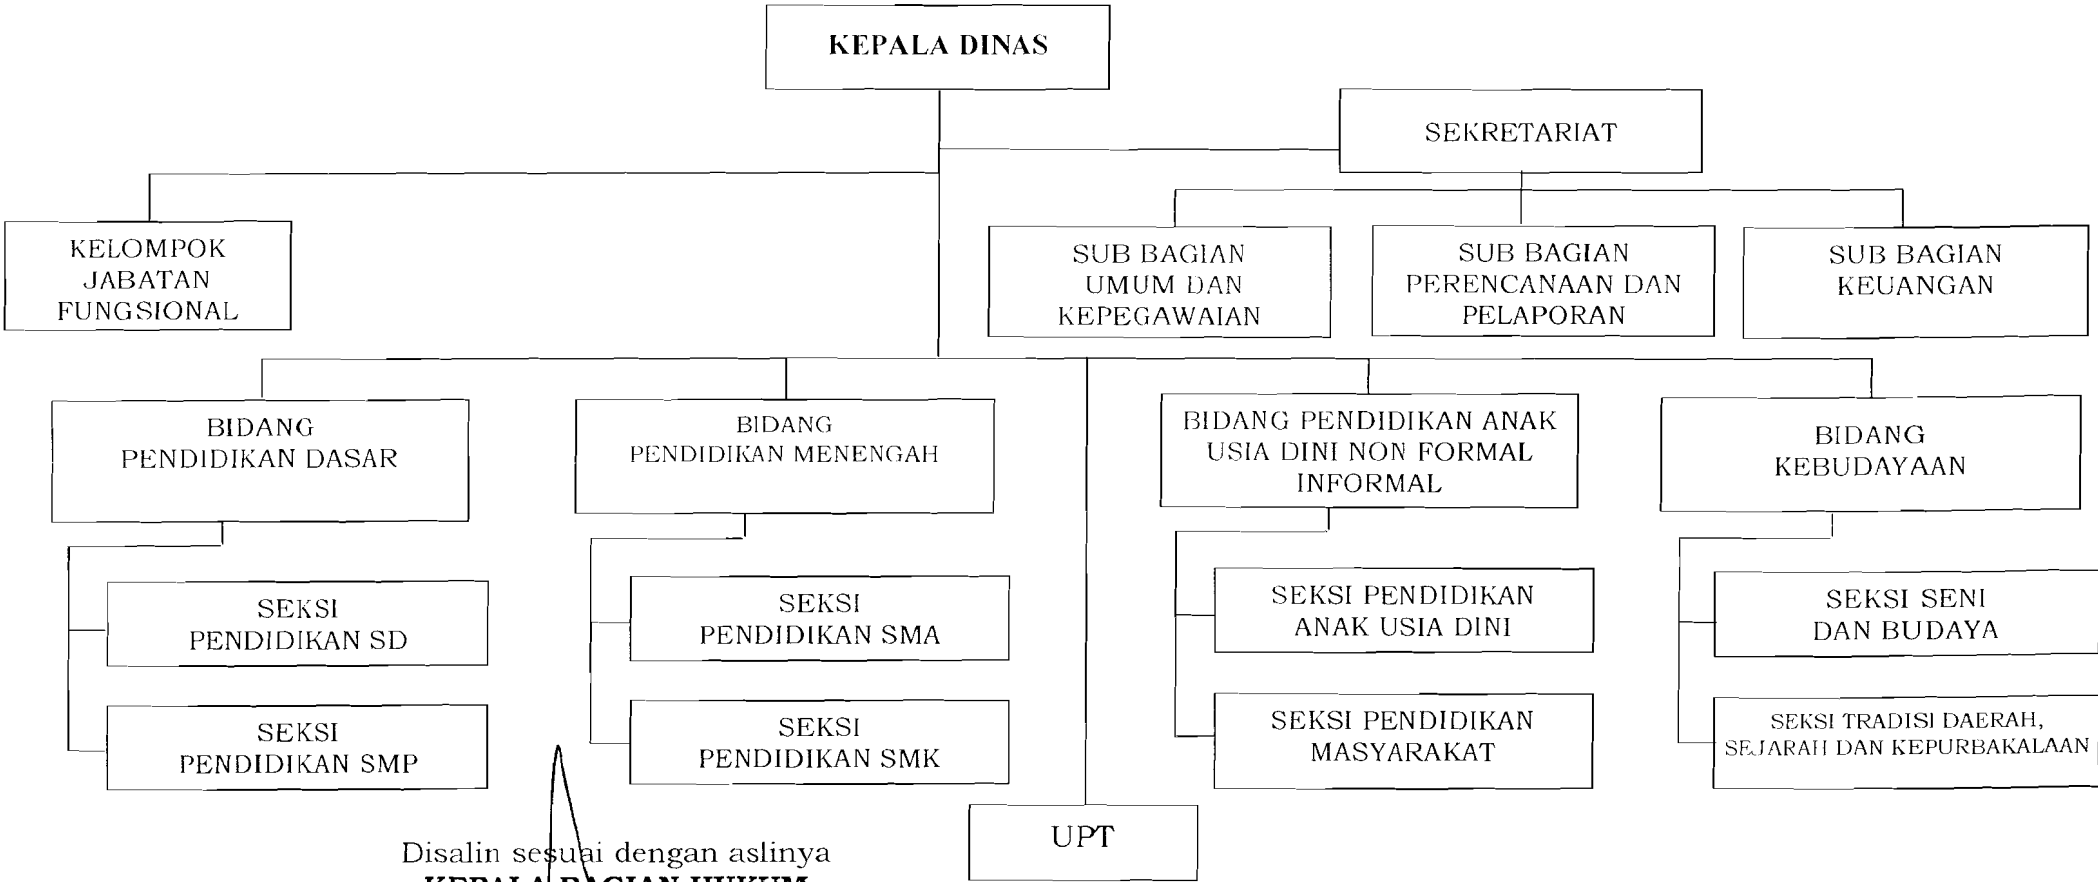 KEPALA DINAS
SEKRETARIAT
KELOMPOK
JABATAN
FUNGSIONAL
SUB BAGIAN
UMUM DAN
KEPEGAWAIAN
SUB BAGIAN
PERENCANAAN DAN
PELAPORAN
SUB BAGIAN
KEUANGAN
BIDANG
PENDIDIKAN DASAR
BIDANG
PENDIDIKAN MENENGAH
BIDANG PENDIDIKAN ANAK
USIA DINI NON FORMAL
INFORMAL
BIDANG
KEBUDAYAAN
SEKSI
PENDIDIKAN SD
SEKSI
PENDIDIKAN SMA
SEKSI PENDIDIKAN
ANAK USIA DINI
SEKSI SENI
DAN BUDAYA
SEKSI
PENDIDIKAN SMP
SEKSI
PENDIDIKAN SMK
SEKSI PENDIDIKAN
MASYARAKAT
SEKSI TRADISI DAERAH,
SEJARAH DAN KEPURBAKALAAN
UPT
Disalin sesuai dengan aslinya
KEPALA BAGIAN HUKUM